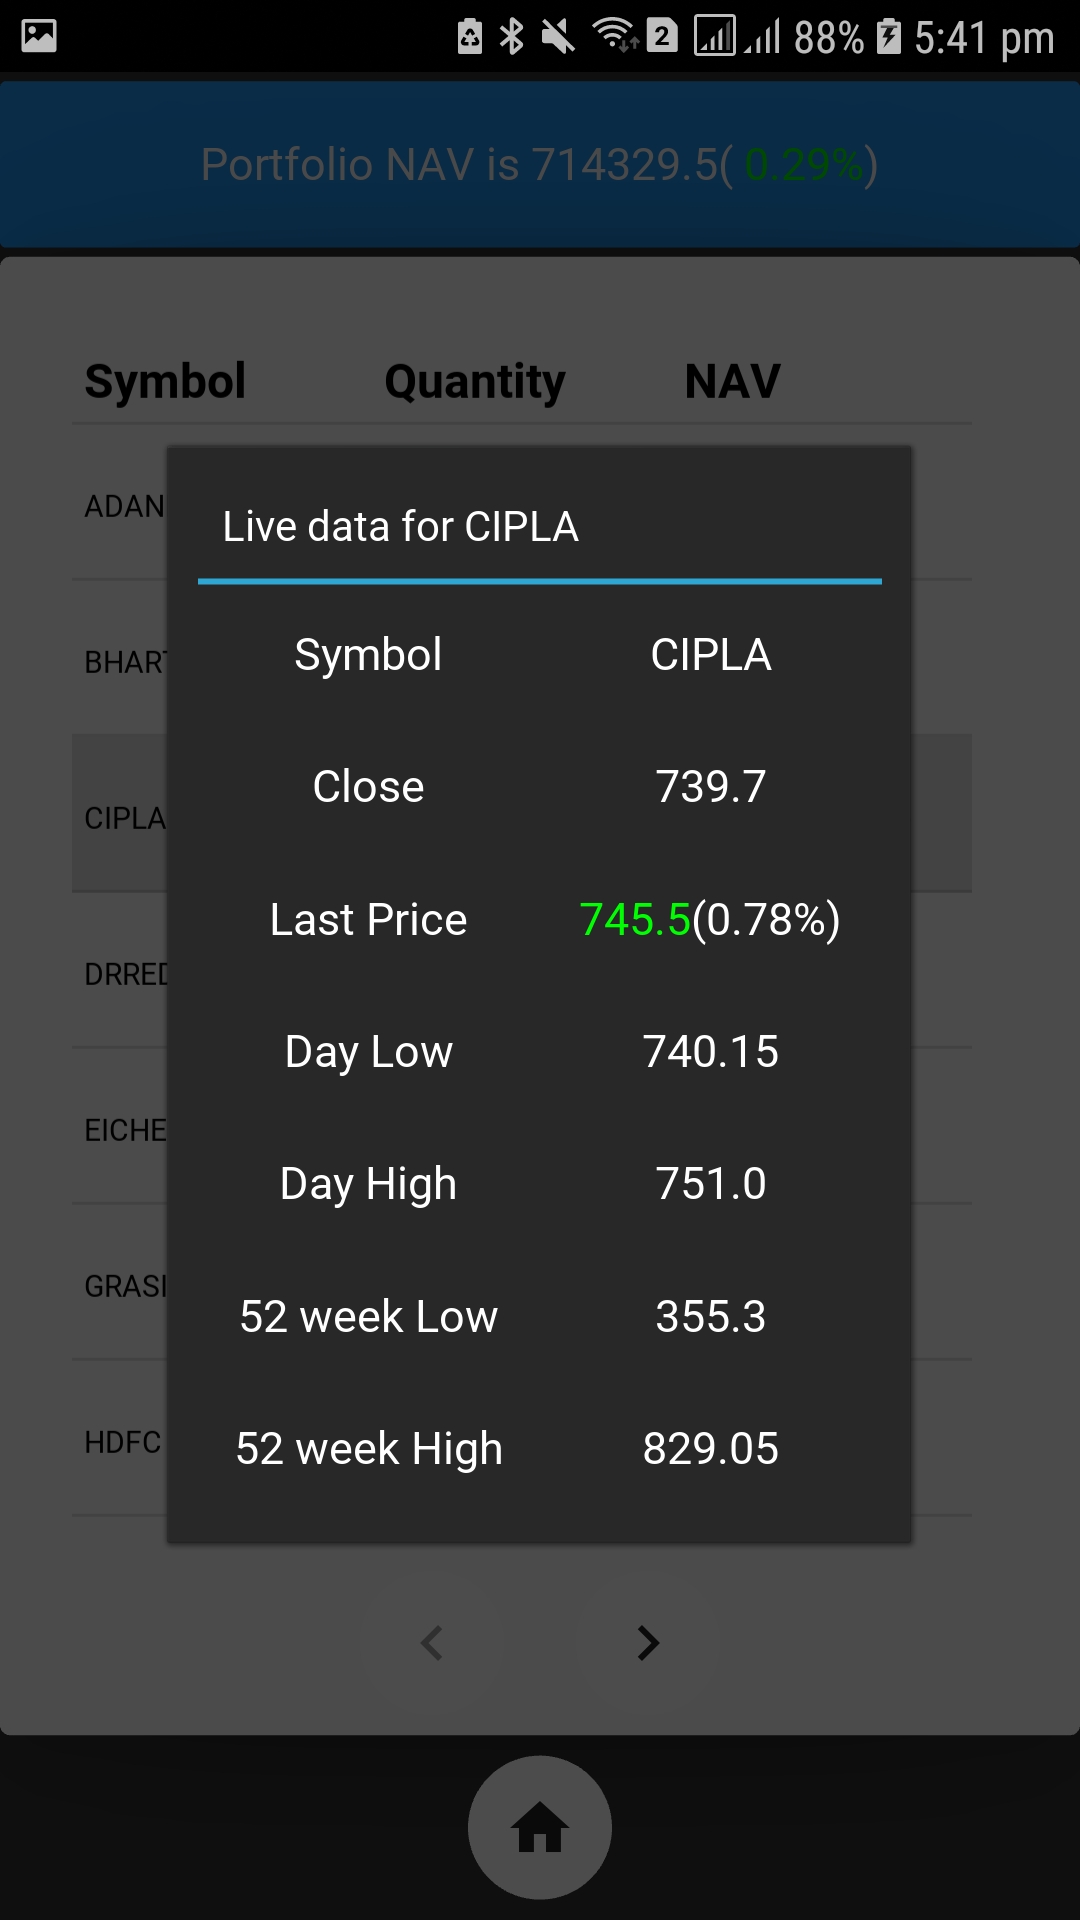 2 88% 5:41 pm
Portfolio NAV is 714329.5( 0.29%)
Symbol Quantity NAV
Live data for CIPLA
ADAN
Symbol CIPLA
BHART
Close 739.7
CIPLA
Last Price 745.5(0.78%)
DRRED
Day Low 740.15
EICHE
Day High 751.0
GRASI
52 week Low 355.3
HDFC
52 week High 829.05